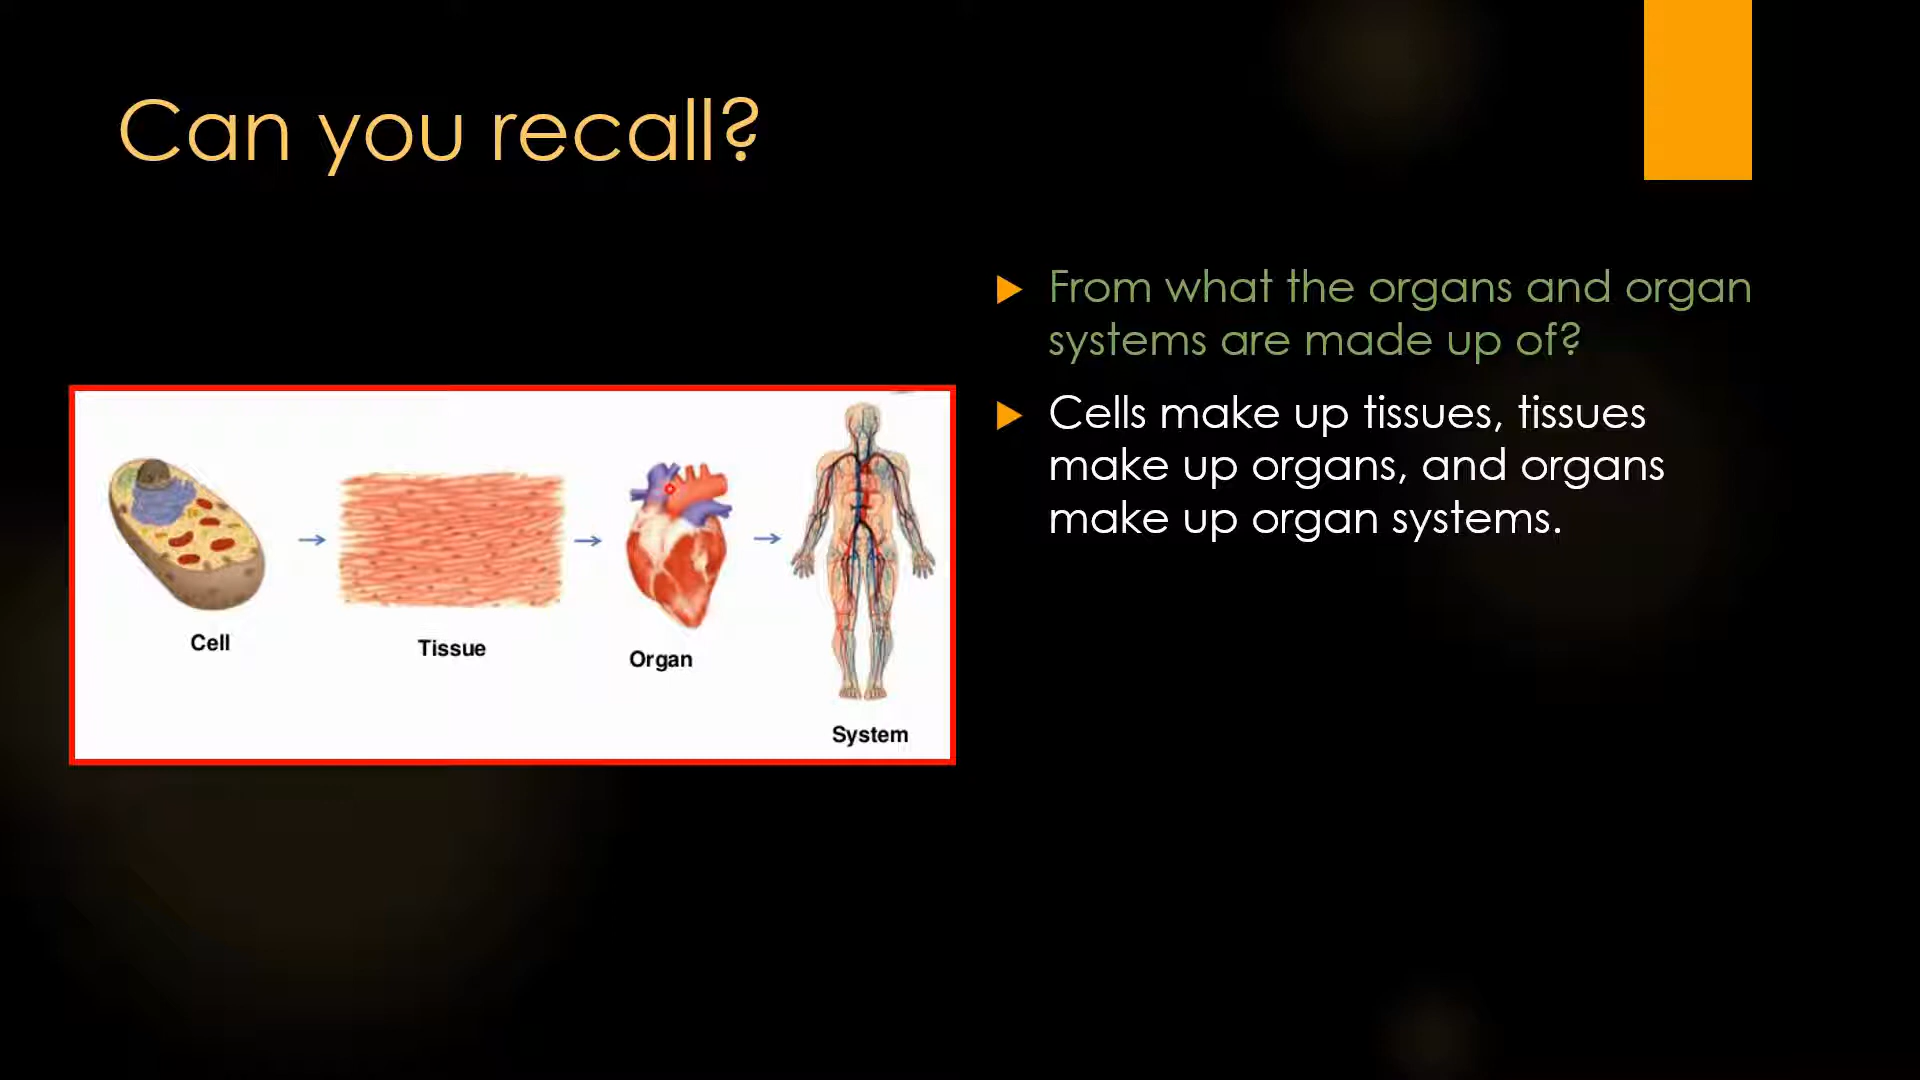 Can you recall?
From what the organs and organ
systems are made up of?
Cells make up tissues, tissues
make up organs, and organs
make up organ systems.
Cell
Tissue
Organ
System